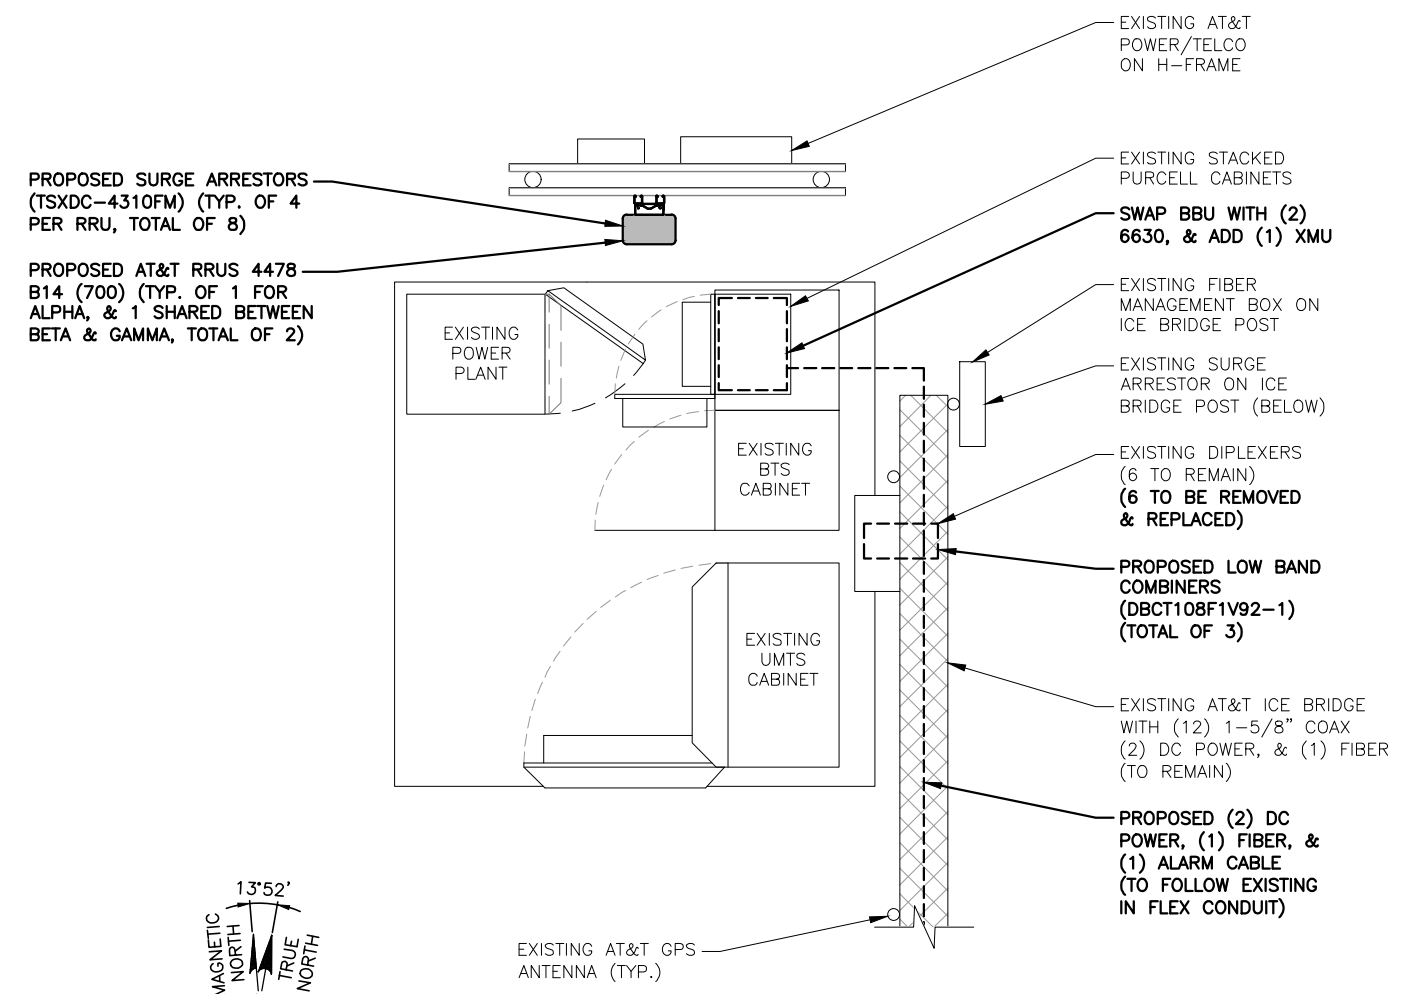 EXISTING AT&T
POWER/TELCO
ON H-FRAME
PROPOSED SURGE ARRESTORS
(TSXDC-4310FM) (TYP. OF 4
PER RRU, TOTAL OF 8)
PROPOSED AT&T RRUS 4478
B14 (700) (TYP. OF 1 FOR
ALPHA, & 1 SHARED BETWEEN
BETA & GAMMA, TOTAL OF 2)
EXISTING STACKED
PURCELL CABINETS
SWAP BBU WITH (2)
6630, & ADD (1) XMU
EXISTING FIBER
MANAGEMENT BOX ON
ICE BRIDGE POST
EXISTING SURGE
ARRESTOR ON ICE
BRIDGE POST (BELOW)
EXISTING
POWER
PLANT
EXISTING
BTS
CABINET
EXISTING DIPLEXERS
(6 TO REMAIN)
(6 TO BE REMOVED
& REPLACED)
PROPOSED LOW BAND
COMBINERS
(DBCT108F1V92-1)
(TOTAL OF 3)
EXISTING
UMTS
CABINET
EXISTING AT&T ICE BRIDGE
WITH (12) 1-5/8" COAX
(2) DC POWER, & (1) FIBER
(TO REMAIN)
PROPOSED (2) DC
POWER, (1) FIBER, &
(1) ALARM CABLE
(TO FOLLOW EXISTING
IN FLEX CONDUIT)
13°52'
MAGNETIC
NORTH
TRUE
NORTH
EXISTING AT&T GPS
ANTENNA (TYP.)